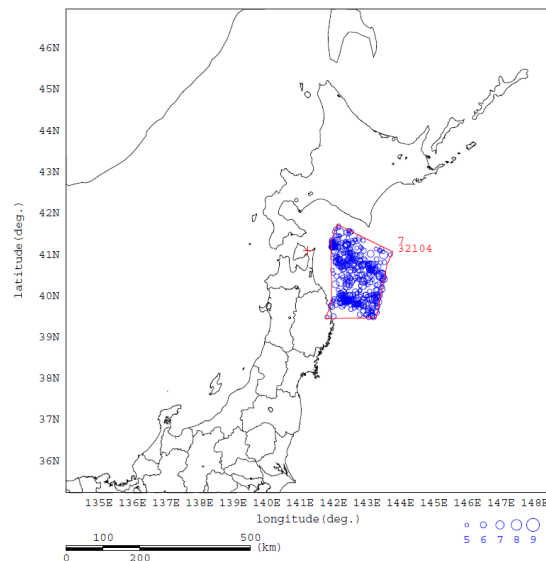 46N
45N
44N
43N
42N
41N
40N
39N
38N
37N
36N
latitude(deg.)
7
32104
135E 136E 137E 138E 139E 140E 141E 142E 143E 144E 145E 146E 147E 148E
longitude(deg.)
100 500
(km)
200
5 6 7 8 9